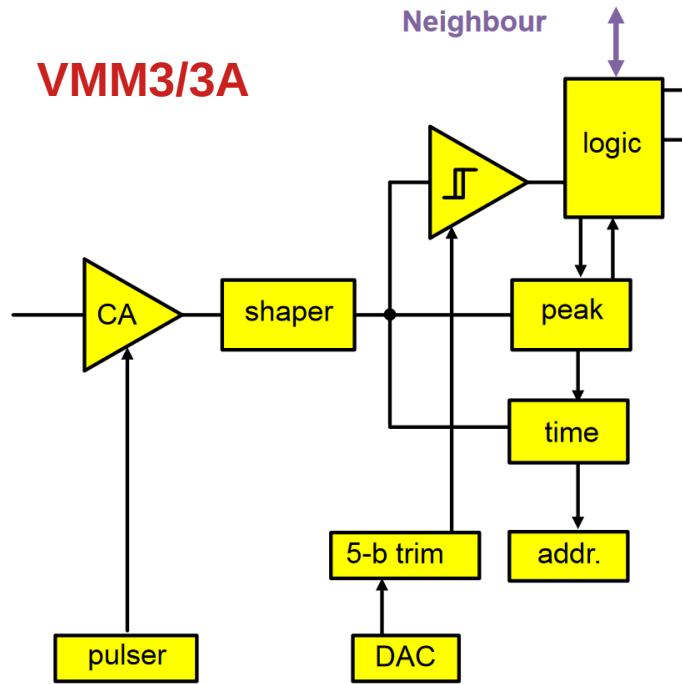 Neighbour
VMM3/3A
logic
CA
shaper
peak
time
5-b trim
addr.
pulser
DAC